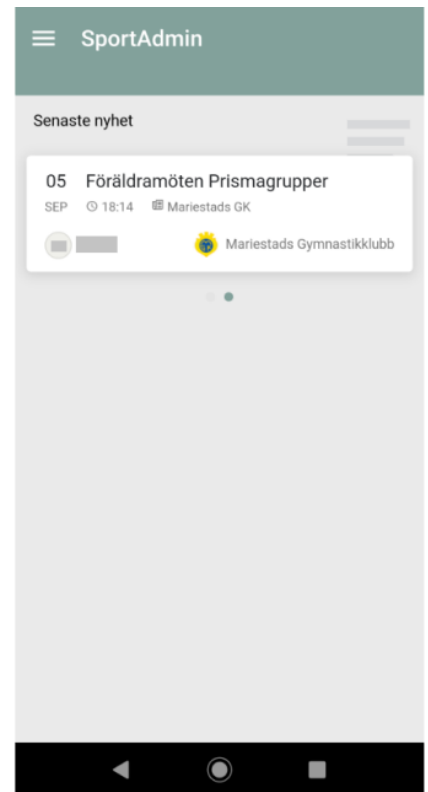 SportAdmin
Senaste nyhet
05 Föräldramöten Prismagrupper
SEP 18:14 Mariestads GK
Mariestads Gymnastikklubb